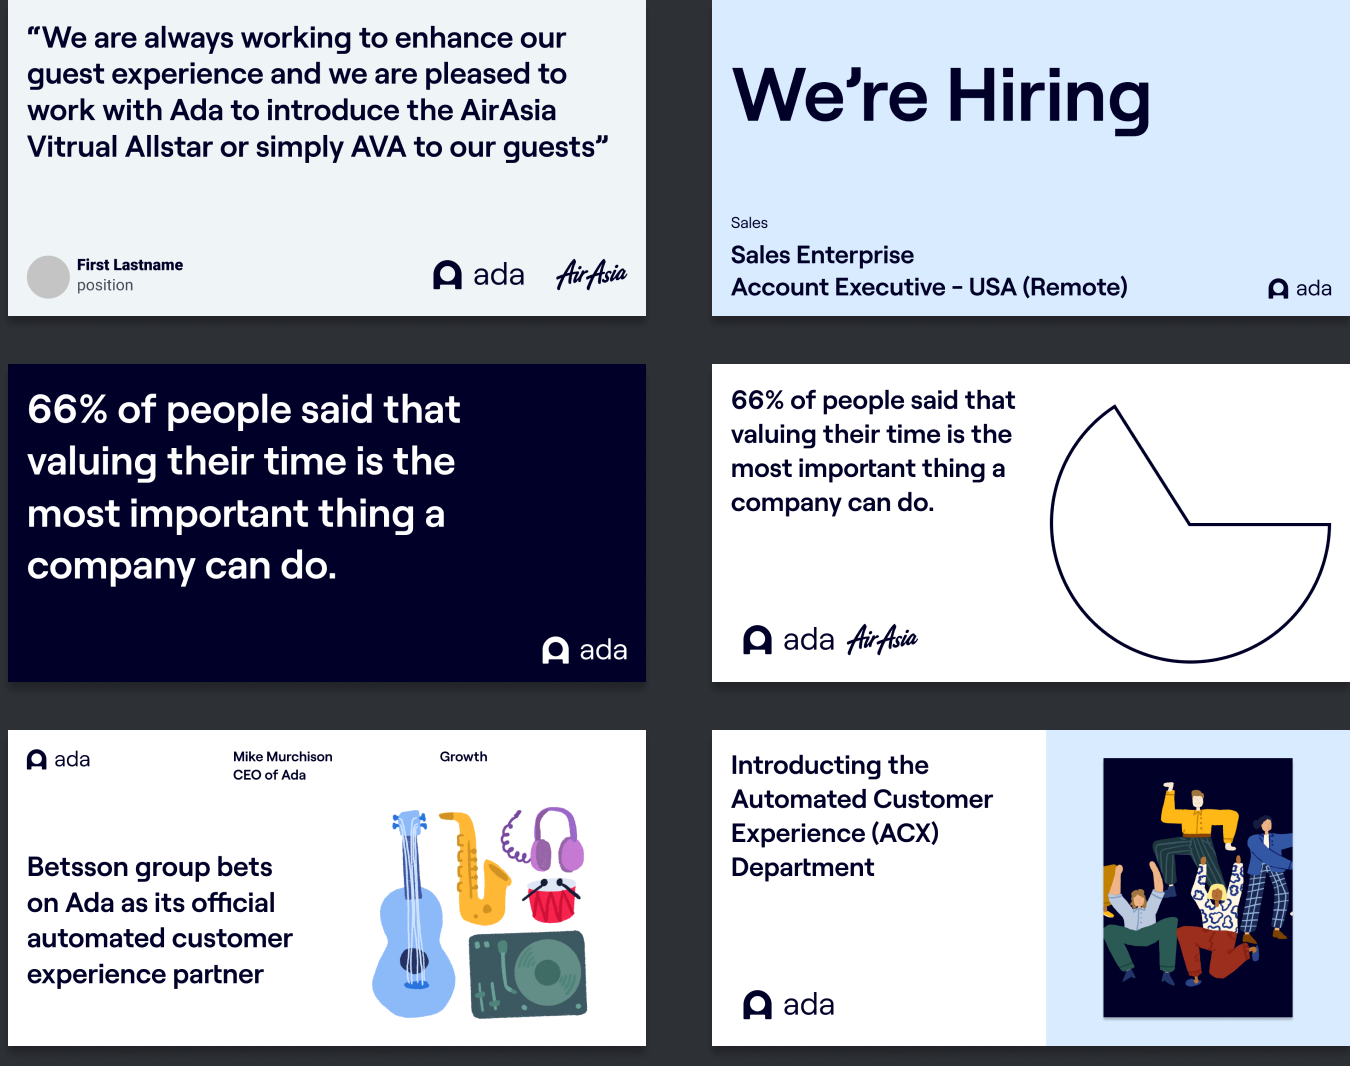 “We are always working to enhance our
guest experience and we are pleased to
work with Ada to introduce the AirAsia
Vitrual Allstar or simply AVA to our guests”
First Lastname
position
ada
AirAsia
We’re Hiring
Sales
Sales Enterprise
Account Executive - USA (Remote)
ada
66% of people said that
valuing their time is the
most important thing a
company can do.
ada
66% of people said that
valuing their time is the
most important thing a
company can do.
ada
AirAsia
ada
Mike Murchison
CEO of Ada
Growth
Betsson group bets
on Ada as its official
automated customer
experience partner
Introducting the
Automated Customer
Experience (ACX)
Department
ada